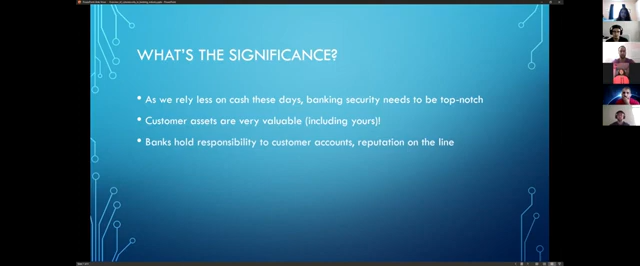 WHAT'S THE SIGNIFICANCE?
• As we rely less on cash these days, banking security needs to be top-notch
• Customer assets are very valuable (including yours)!
• Banks hold responsibility to customer accounts, reputation on the line